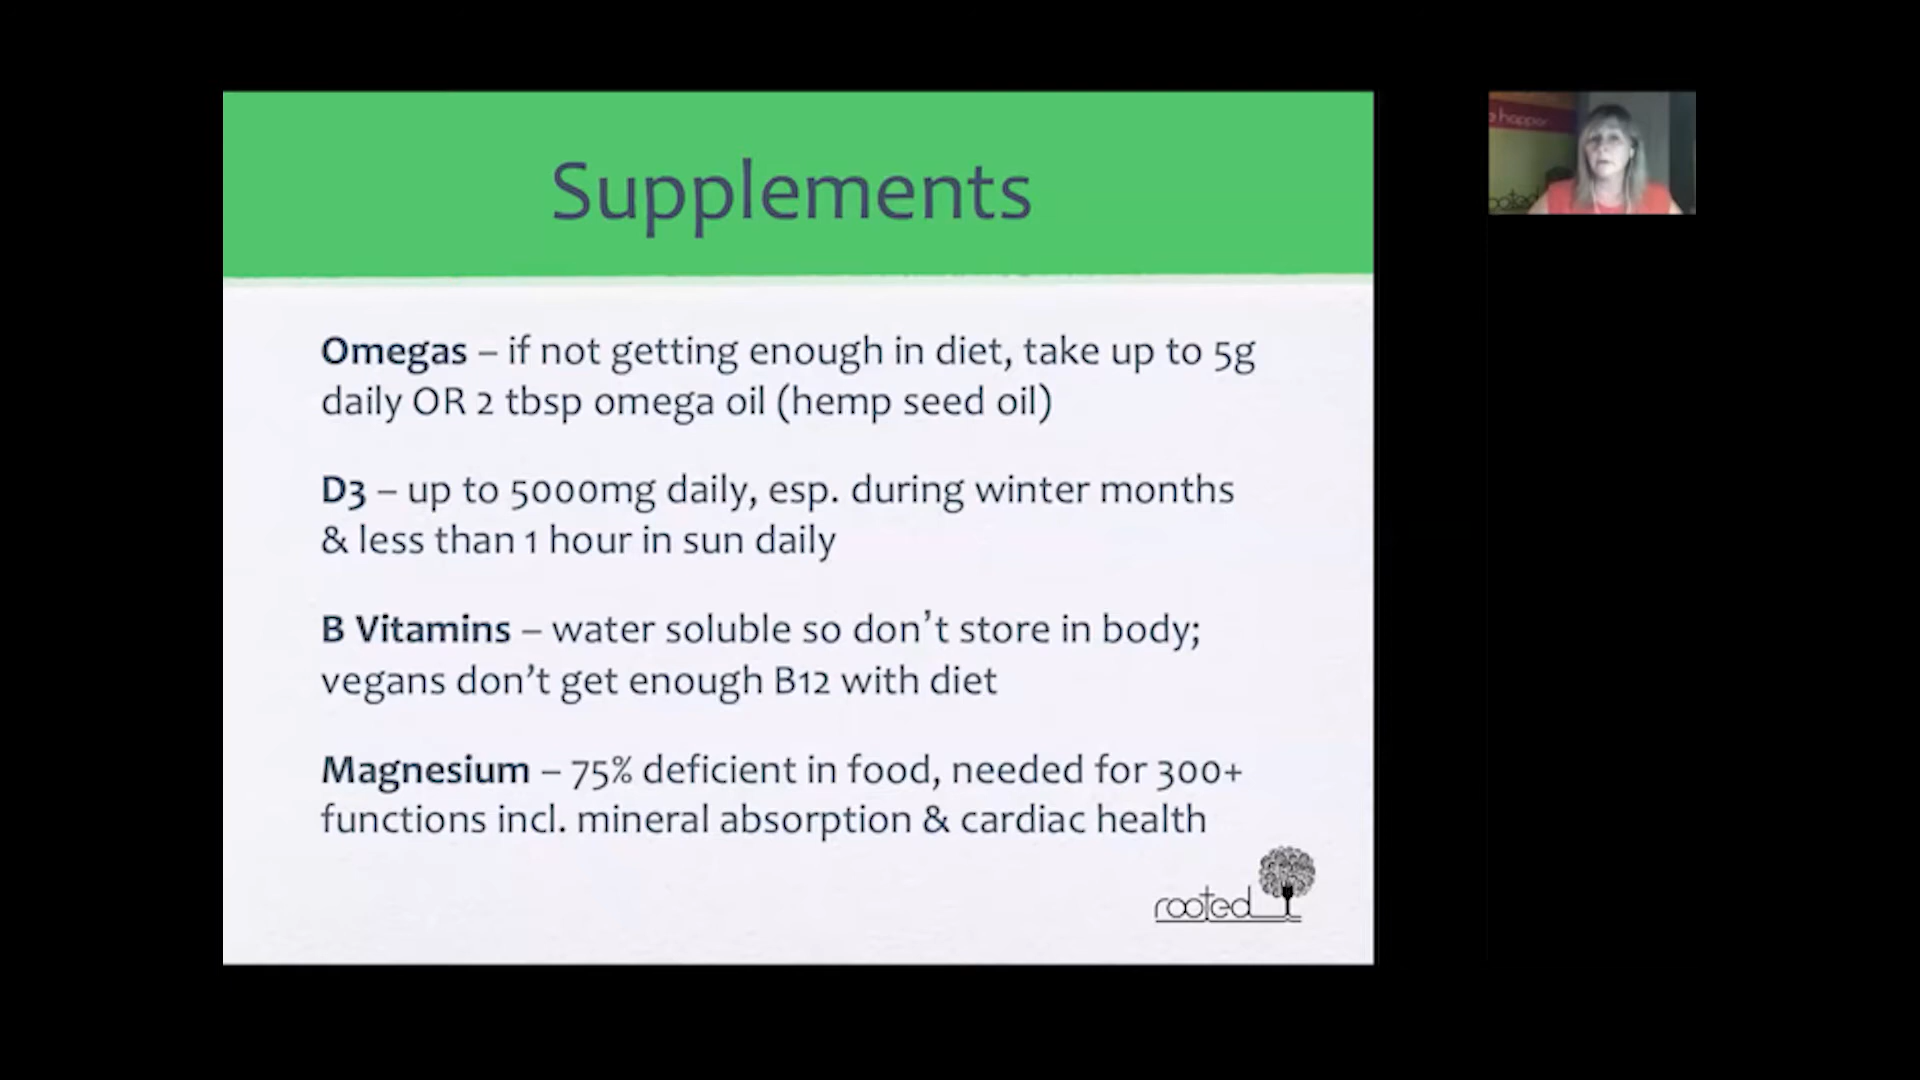 Supplements
Omegas – if not getting enough in diet, take up to 5g
daily OR 2 tbsp omega oil (hemp seed oil)
D3 – up to 5000mg daily, esp. during winter months
& less than 1 hour in sun daily
B Vitamins – water soluble so don't store in body;
vegans don't get enough B12 with diet
Magnesium – 75% deficient in food, needed for 300+
functions incl. mineral absorption & cardiac health
rooted
happier
rooted